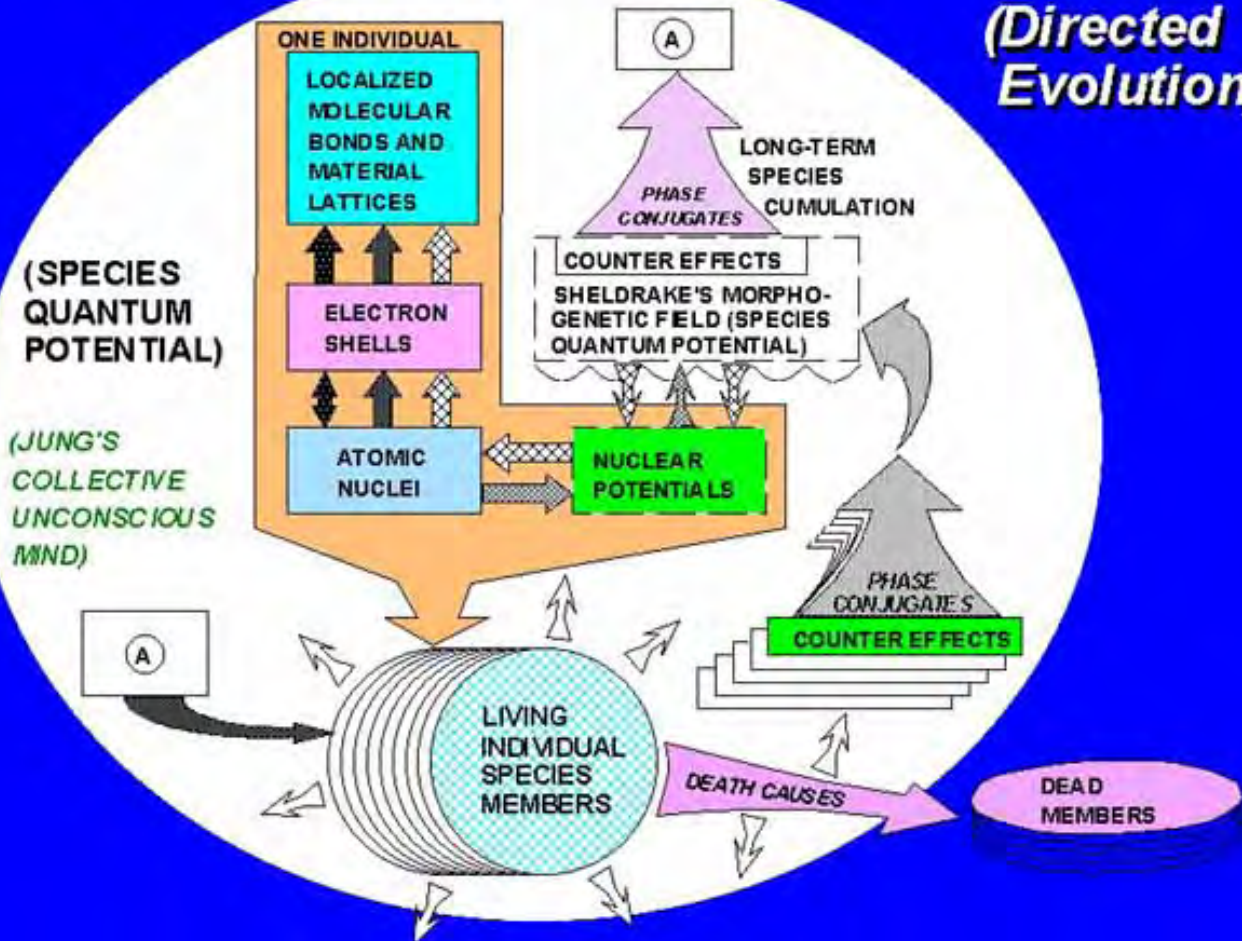 (Directed
Evolution
ONE INDIVIDUAL
LOCALIZED
MOLECULAR
BONDS AND
MATERIAL
LATTICES
A
LONG-TERM
SPECIES
CUMULATION
PHASE
CONJUGATES
COUNTER EFFECTS
SHELDRAKE'S MORPHO-
GENETIC FIELD (SPECIES
QUANTUM POTENTIAL)
(SPECIES
QUANTUM
POTENTIAL)
ELECTRON
SHELLS
(JUNG'S
COLLECTIVE
UNCONSCIOUS
MIND)
ATOMIC
NUCLEI
NUCLEAR
POTENTIALS
PHASE
CONJUGATES
COUNTER EFFECTS
A
LIVING
INDIVIDUAL
SPECIES
MEMBERS
DEATH CAUSES
DEAD
MEMBERS